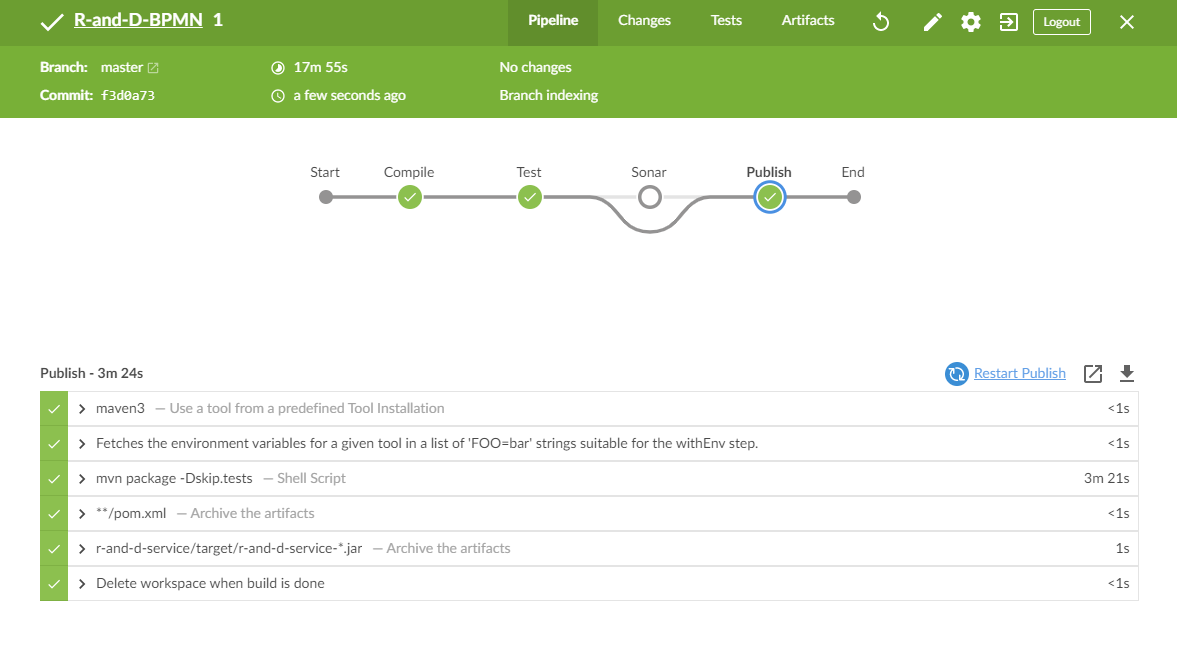 R-and-D-BPMN 1 Pipeline Changes Tests Artifacts Logout
Branch: master 17m 55s No changes
Commit: f3d0a73 a few seconds ago Branch indexing
Start Compile Test Sonar Publish End
Publish - 3m 24s Restart Publish
maven3 — Use a tool from a predefined Tool Installation <1s
Fetches the environment variables for a given tool in a list of 'FOO=bar' strings suitable for the withEnv step. <1s
mvn package -Dskip.tests — Shell Script 3m 21s
**/pom.xml — Archive the artifacts <1s
r-and-d-service/target/r-and-d-service-*.jar — Archive the artifacts 1s
Delete workspace when build is done <1s